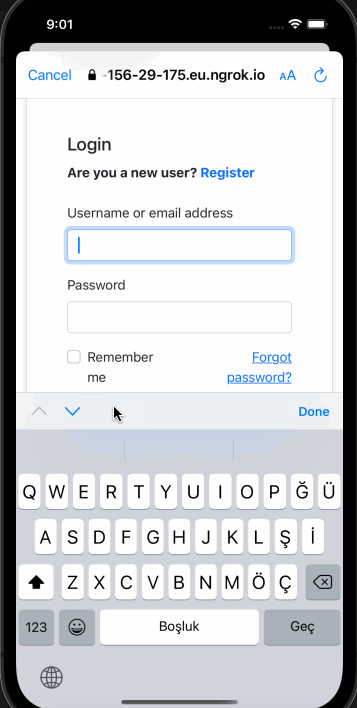 9:01
Cancel -156-29-175.eu.ngrok.io AA
Login
Are you a new user? Register
Username or email address
Password
Remember me
Forgot password?
Done
Q W E R T Y U I O P Ğ Ü
A S D F G H J K L Ş İ
Z X C V B N M Ö Ç
123 Boşluk Geç